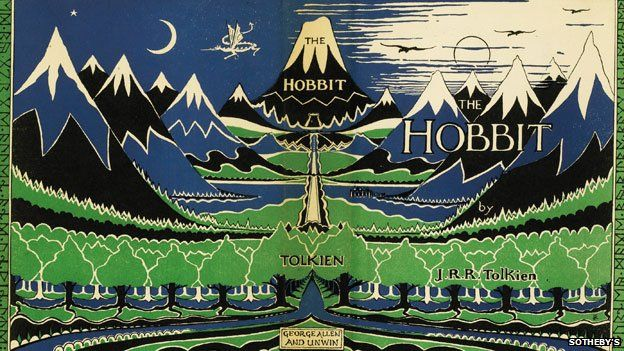 THE
HOBBIT
THE
HOBBIT
by
TOLKIEN
J.R.R. Tolkien
GEORGE ALLEN
AND UNWIN
SOTHEBY'S